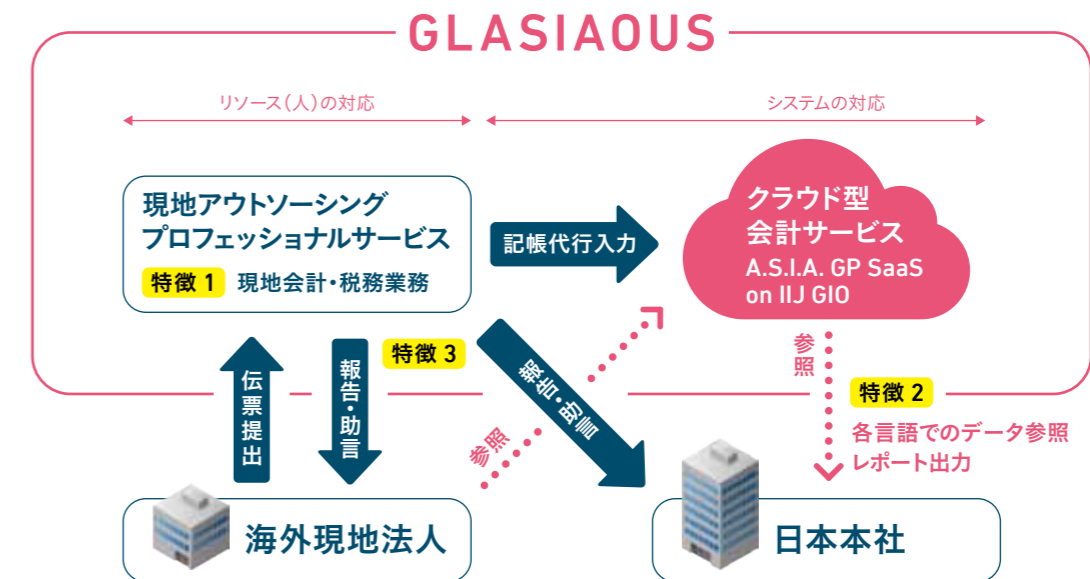 GLASIAOUS
リソース(人)の対応
システムの対応
現地アウトソーシング
プロフェッショナルサービス
特徴 1 現地会計・税務業務
記帳代行入力
クラウド型
会計サービス
A.S.I.A. GP SaaS
on IIJ GIO
伝票提出
報告・助言
特徴 3
報告・助言
参照
参照
特徴 2
各言語でのデータ参照
レポート出力
海外現地法人
日本本社